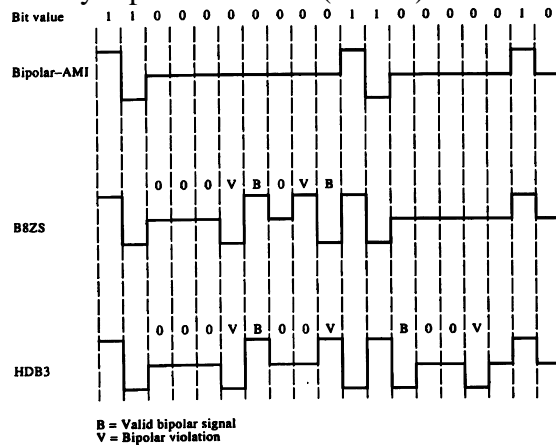 Bit value 1 1 0 0 0 0 0 0 0 0 1 1 0 0 0 0 0 1 0
Bipolar–AMI
0 0 0 V B 0 V B
B8ZS
0 0 0 V B 0 0 V B 0 0 V
HDB3
B = Valid bipolar signal
V = Bipolar violation